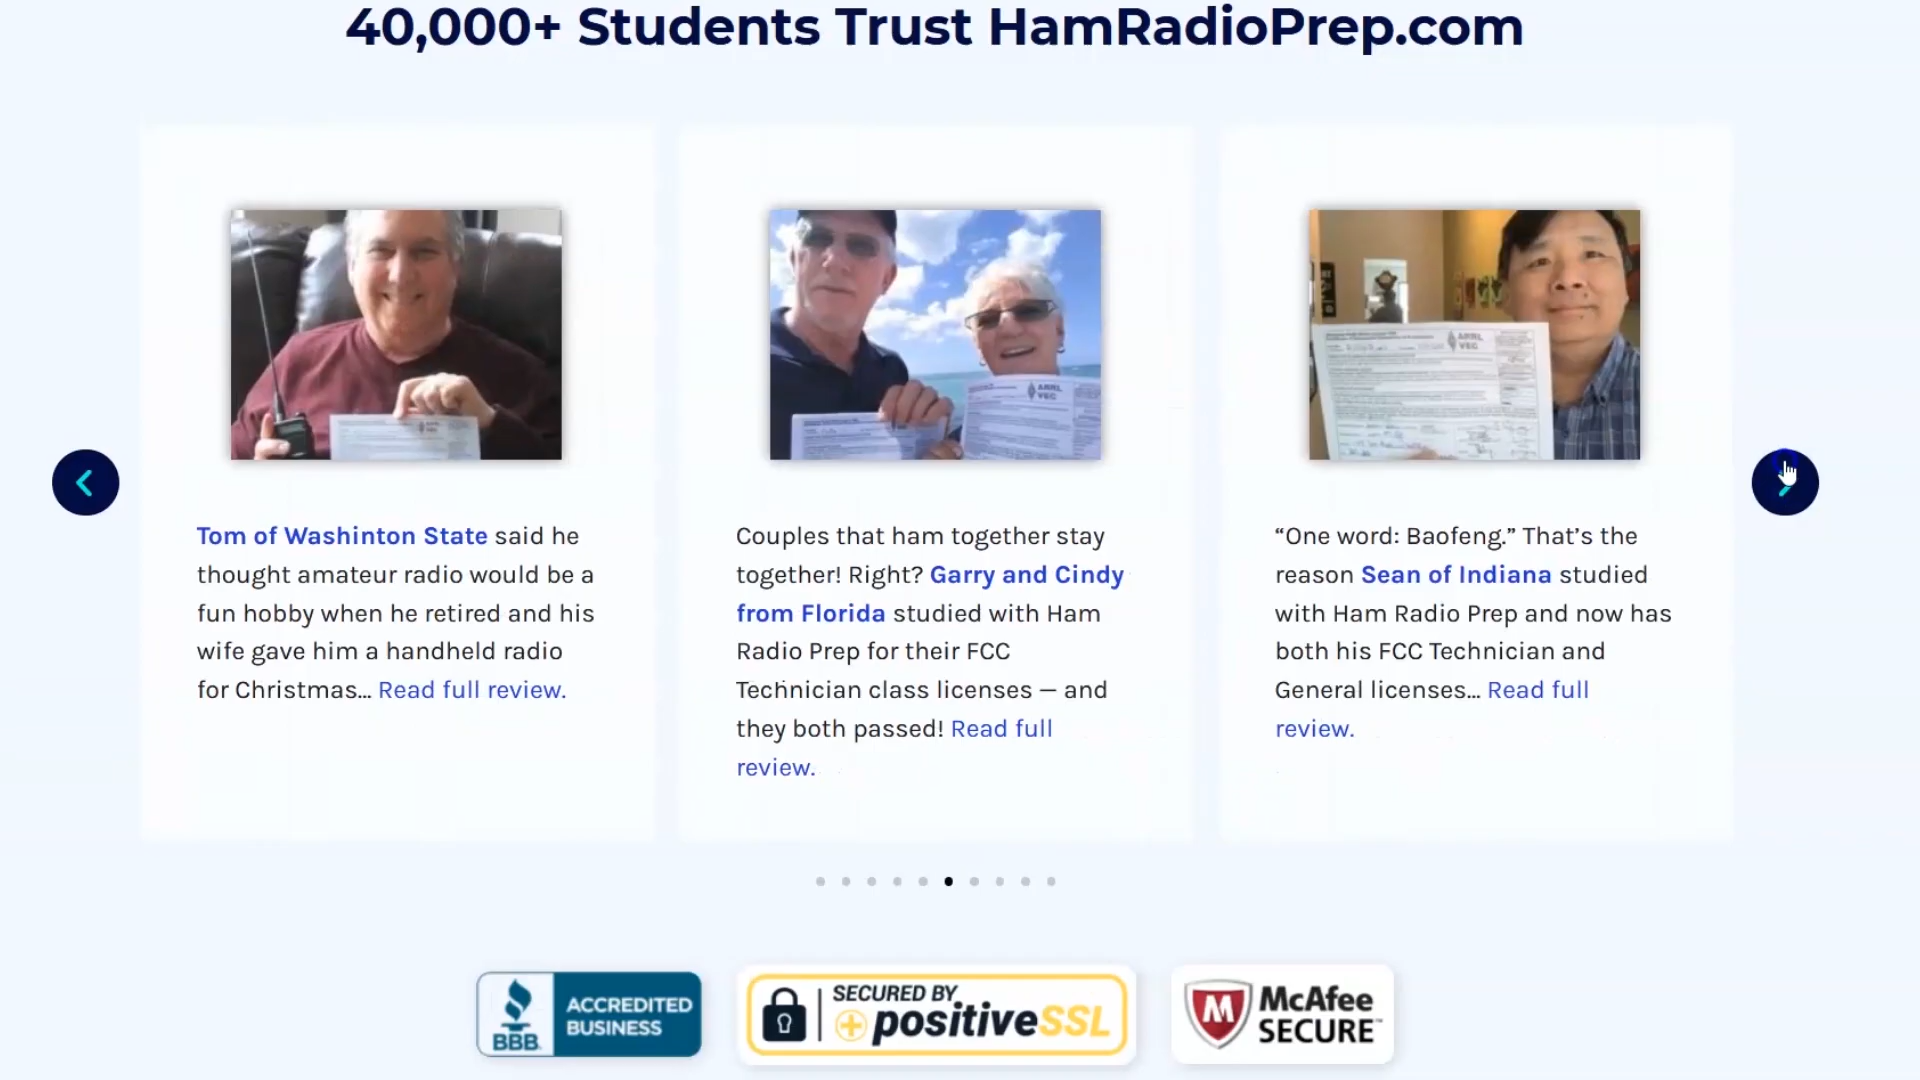 40,000+ Students Trust HamRadioPrep.com
ARRL
VEC
ARRL
VEC
Tom of Washinton State said he
thought amateur radio would be a
fun hobby when he retired and his
wife gave him a handheld radio
for Christmas... Read full review.
Couples that ham together stay
together! Right? Garry and Cindy
from Florida studied with Ham
Radio Prep for their FCC
Technician class licenses — and
they both passed! Read full
review.
“One word: Baofeng.” That’s the
reason Sean of Indiana studied
with Ham Radio Prep and now has
both his FCC Technician and
General licenses... Read full
review.
BBB
ACCREDITED
BUSINESS
SECURED BY
positiveSSL
McAfee
SECURE™